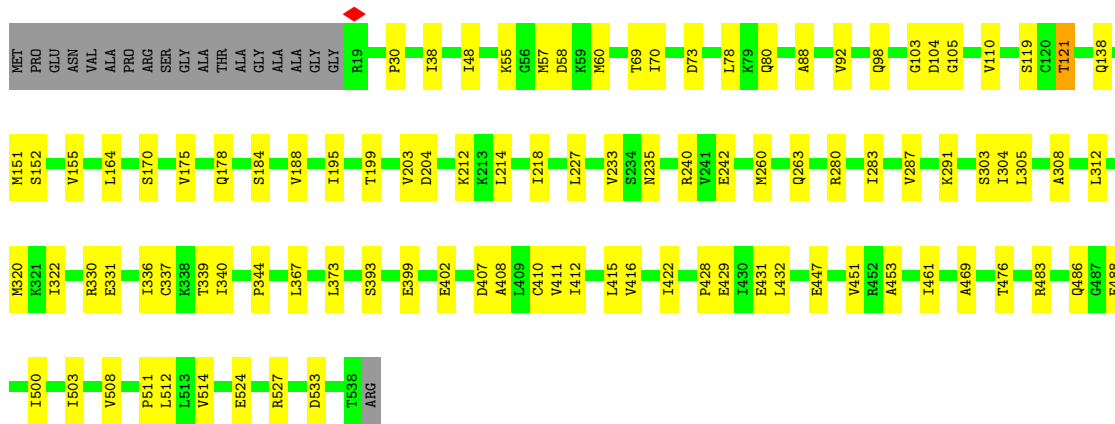 MET PRO GLU ASN VAL ALA PRO ARG SER GLY ALA THR ALA GLY ALA ALA GLY GLY R19 P30 I38 I48 K55 G56 M57 D58 K59 M60 T69 I70 D73 L78 K79 Q80 A88 V92 Q98 G103 D104 G105 V110 S119 C120 T121 Q138
M151 S152 V155 L164 S170 V175 Q178 S184 V188 I195 T199 V203 D204 K212 K213 L214 I218 L227 V233 S234 N235 R240 V241 E242 M260 Q263 R280 I283 V287 K291 S303 I304 L305 A308 L312
M320 K321 I322 R330 E331 I336 C337 K338 T339 I340 P344 L367 L373 S393 E399 E402 D407 A408 L409 C410 V411 I412 L415 V416 I422 P428 E429 I430 E431 L432 E447 V451 R452 A453 I461 A469 T476 R483 Q486 G487
I500 I503 V508 P511 L512 L513 V514 E524 R527 D533 T538 ARG